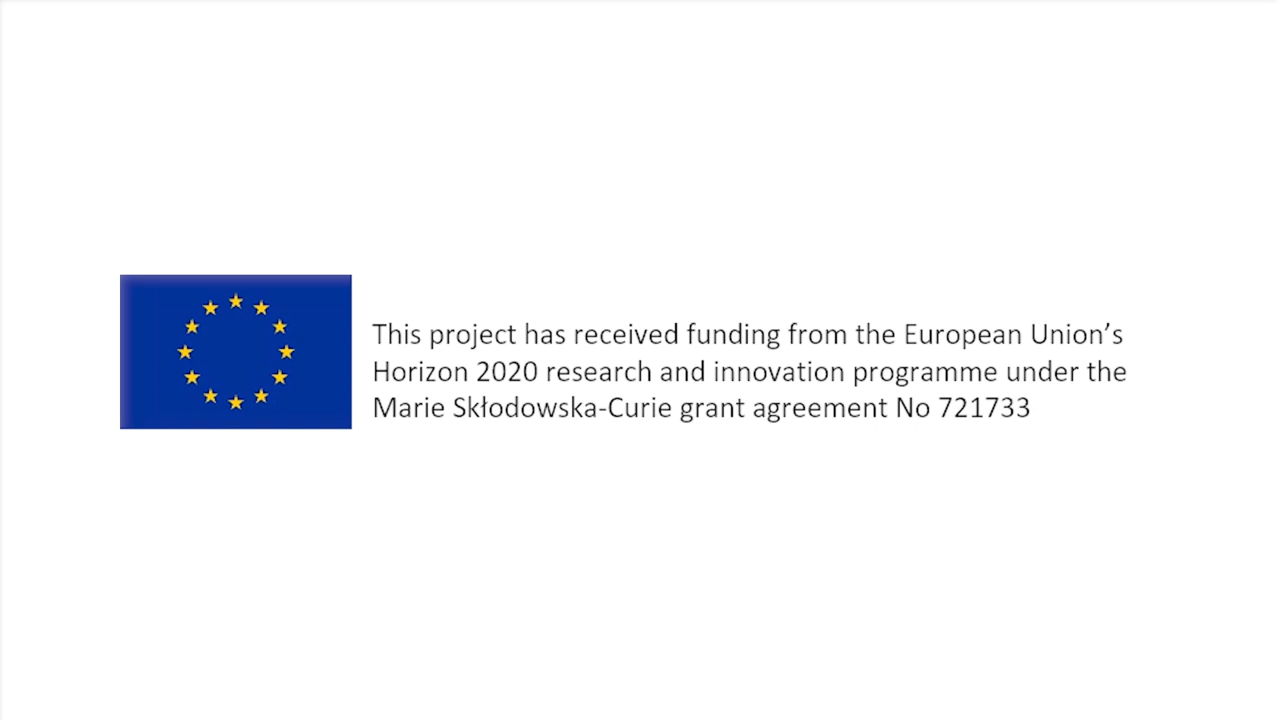 This project has received funding from the European Union’s
Horizon 2020 research and innovation programme under the
Marie Skłodowska-Curie grant agreement No 721733